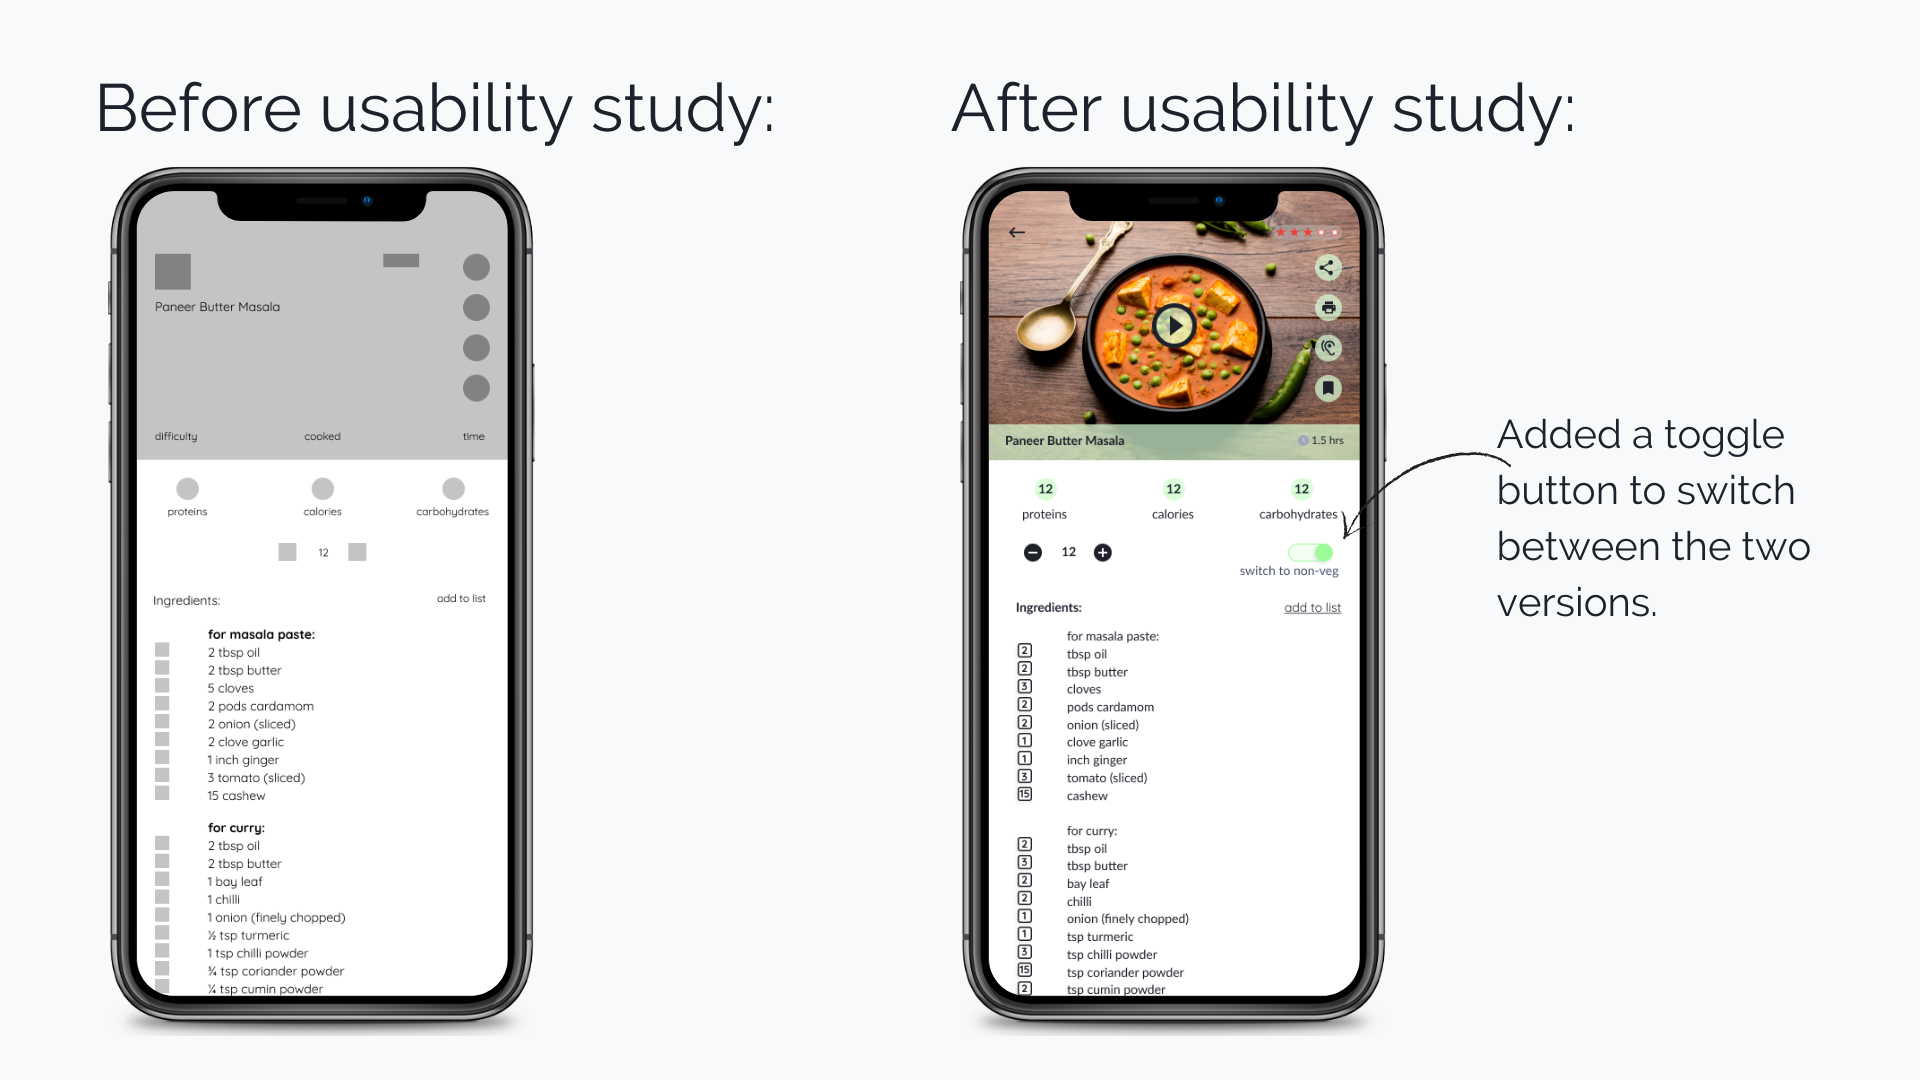 Before usability study:
Paneer Butter Masala
difficulty cooked time
proteins calories carbohydrates
12
Ingredients: add to list
for masala paste:
2 tbsp oil
2 tbsp butter
5 cloves
2 pods cardamom
2 onion (sliced)
2 clove garlic
1 inch ginger
3 tomato (sliced)
15 cashew
for curry:
2 tbsp oil
2 tbsp butter
1 bay leaf
1 chilli
1 onion (finely chopped)
½ tsp turmeric
1 tsp chilli powder
¾ tsp coriander powder
¼ tsp cumin powder
After usability study:
Paneer Butter Masala 1.5 hrs
12 12 12
proteins calories carbohydrates
12
switch to non-veg
Ingredients: add to list
for masala paste:
2 tbsp oil
2 tbsp butter
3 cloves
2 pods cardamom
2 onion (sliced)
1 clove garlic
1 inch ginger
3 tomato (sliced)
15 cashew
for curry:
2 tbsp oil
3 tbsp butter
2 bay leaf
2 chilli
1 onion (finely chopped)
1 tsp turmeric
3 tsp chilli powder
15 tsp coriander powder
2 tsp cumin powder
Added a toggle
button to switch
between the two
versions.